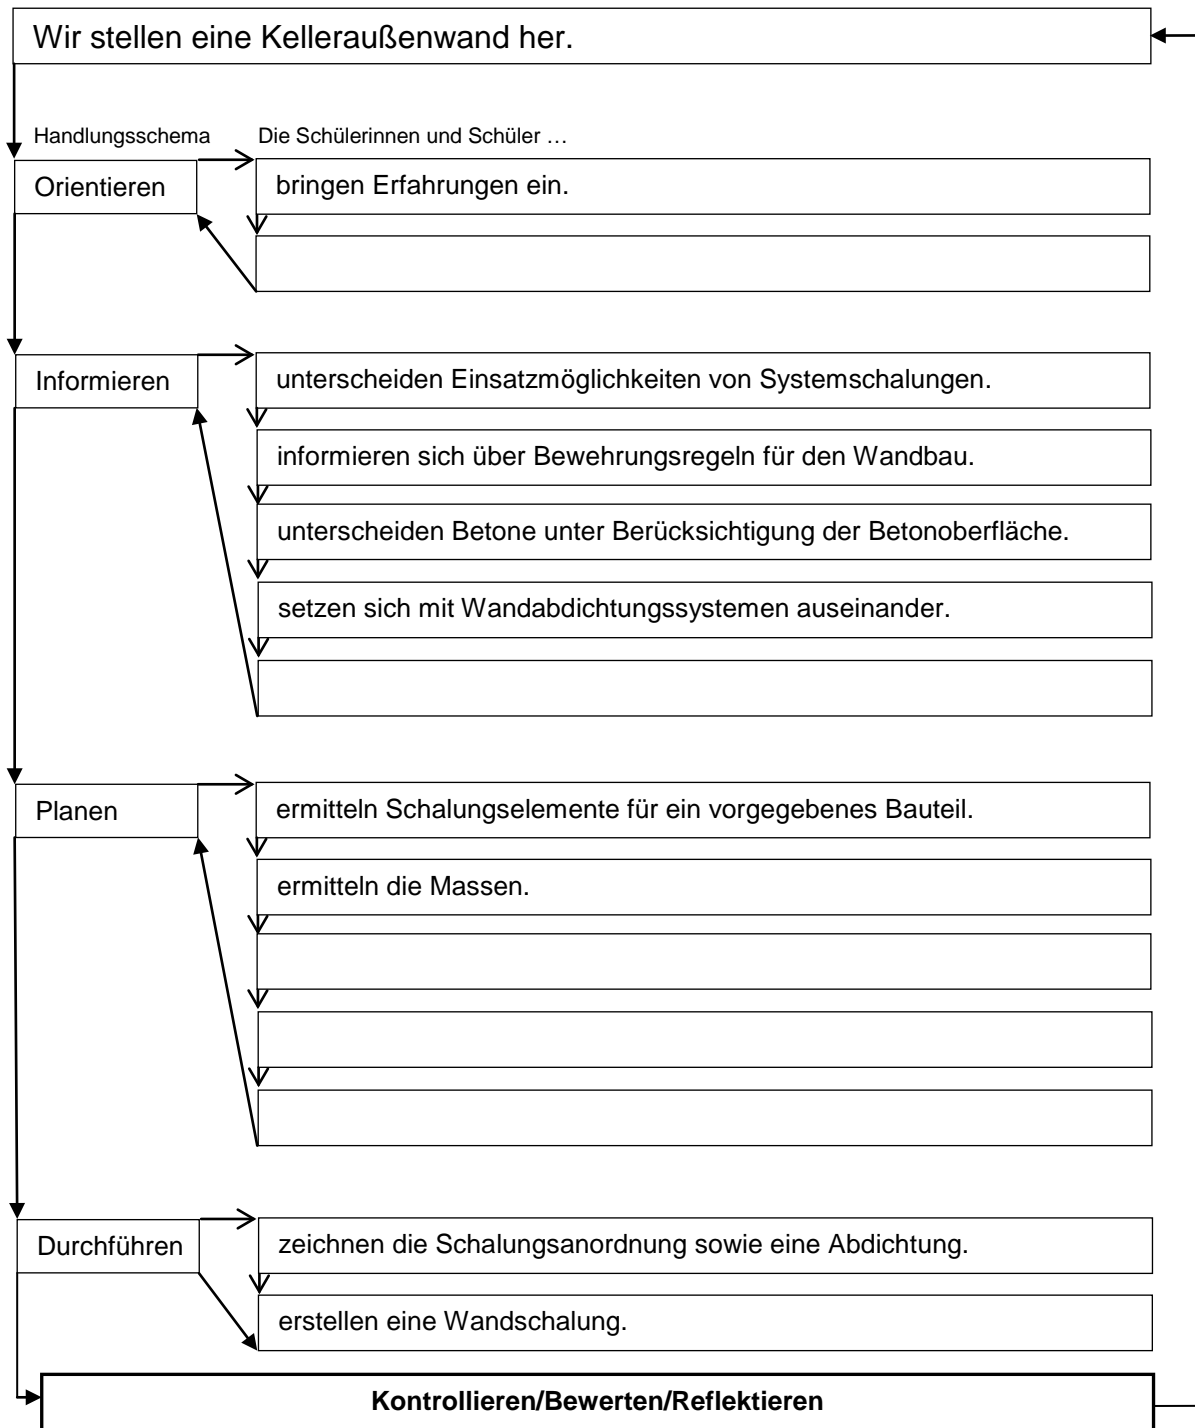 Wir stellen eine Kelleraußenwand her.
Handlungsschema
Die Schülerinnen und Schüler …
Orientieren
bringen Erfahrungen ein.
Informieren
unterscheiden Einsatzmöglichkeiten von Systemschalungen.
informieren sich über Bewehrungsregeln für den Wandbau.
unterscheiden Betone unter Berücksichtigung der Betonoberfläche.
setzen sich mit Wandabdichtungssystemen auseinander.
Planen
ermitteln Schalungselemente für ein vorgegebenes Bauteil.
ermitteln die Massen.
Durchführen
zeichnen die Schalungsanordnung sowie eine Abdichtung.
erstellen eine Wandschalung.
Kontrollieren/Bewerten/Reflektieren